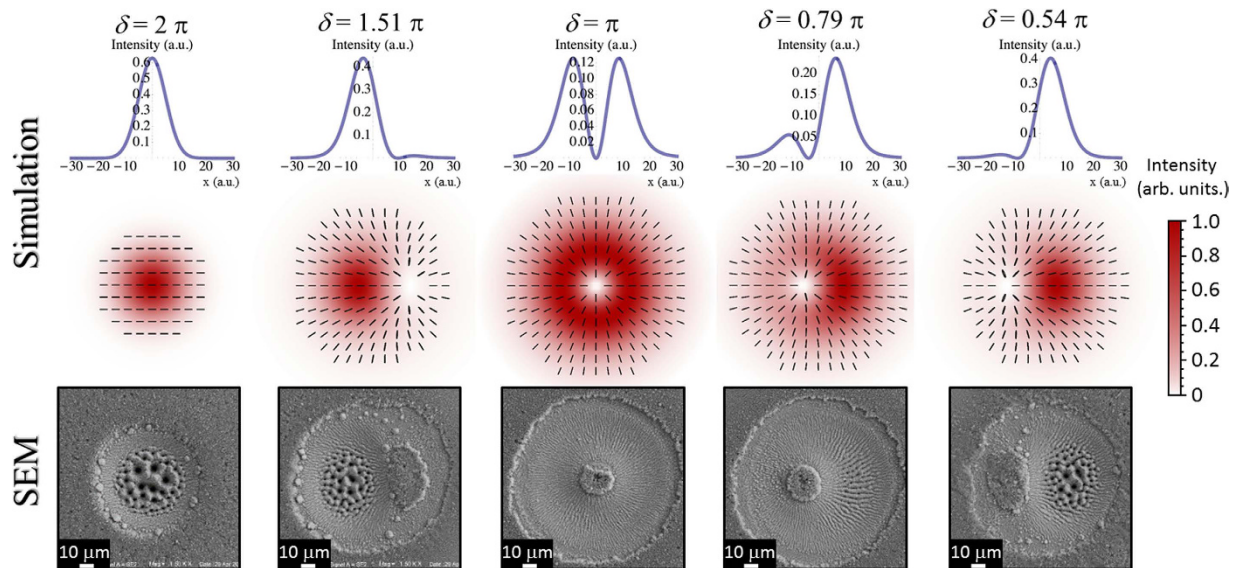 δ = 2 π
δ = 1.51 π
δ = π
δ = 0.79 π
δ = 0.54 π
Intensity (a.u.)
Intensity (a.u.)
Intensity (a.u.)
Intensity (a.u.)
Intensity (a.u.)
0.6
0.5
0.4
0.3
0.2
0.1
0.4
0.3
0.2
0.1
0.12
0.10
0.08
0.06
0.04
0.02
0.20
0.15
0.10
0.05
0.4
0.3
0.2
0.1
−30 −20 −10 10 20 30
−30 −20 −10 10 20 30
−30 −20 −10 10 20 30
−30 −20 −10 10 20 30
−30 −20 −10 10 20 30
x (a.u.)
x (a.u.)
x (a.u.)
x (a.u.)
x (a.u.)
Simulation
Intensity
(arb. units.)
1.0
0.8
0.6
0.4
0.2
0
SEM
10 μm
10 μm
10 μm
10 μm
10 μm